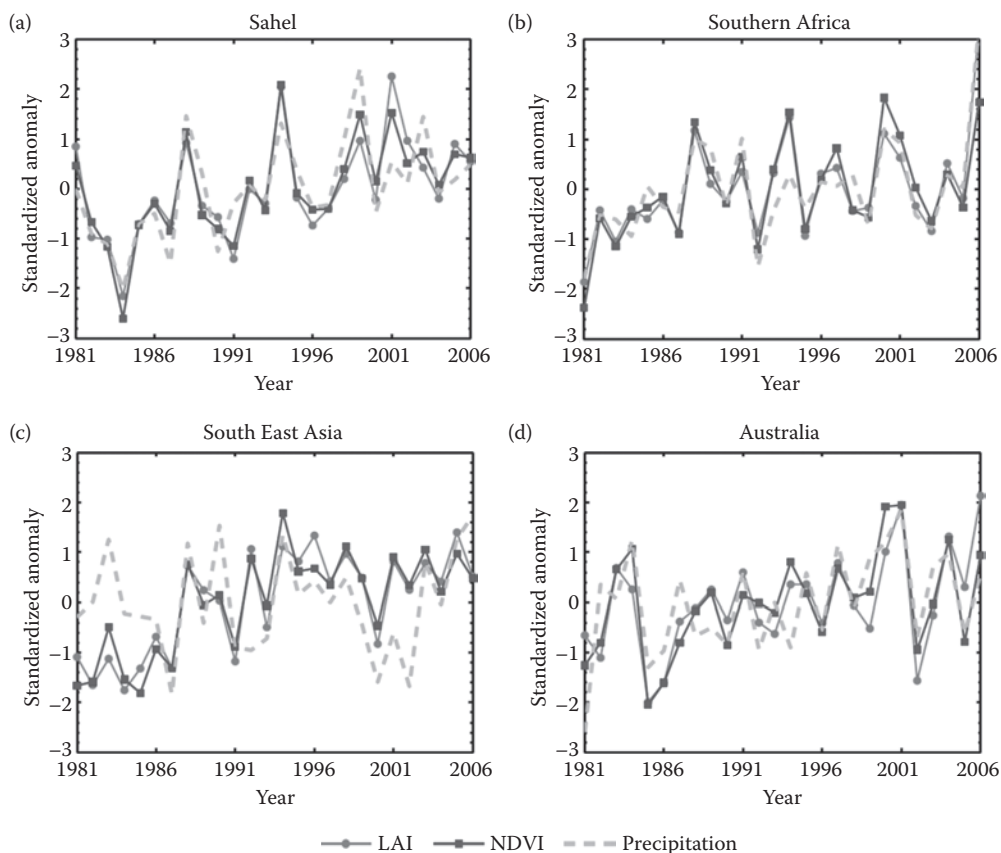 (a)
Sahel
Standardized anomaly
3
2
1
0
−1
−2
−3
1981 1986 1991 1996 2001 2006
Year
(b)
Southern Africa
Standardized anomaly
3
2
1
0
−1
−2
−3
1981 1986 1991 1996 2001 2006
Year
(c)
South East Asia
Standardized anomaly
3
2
1
0
−1
−2
−3
1981 1986 1991 1996 2001 2006
Year
(d)
Australia
Standardized anomaly
3
2
1
0
−1
−2
−3
1981 1986 1991 1996 2001 2006
Year
LAI NDVI Precipitation